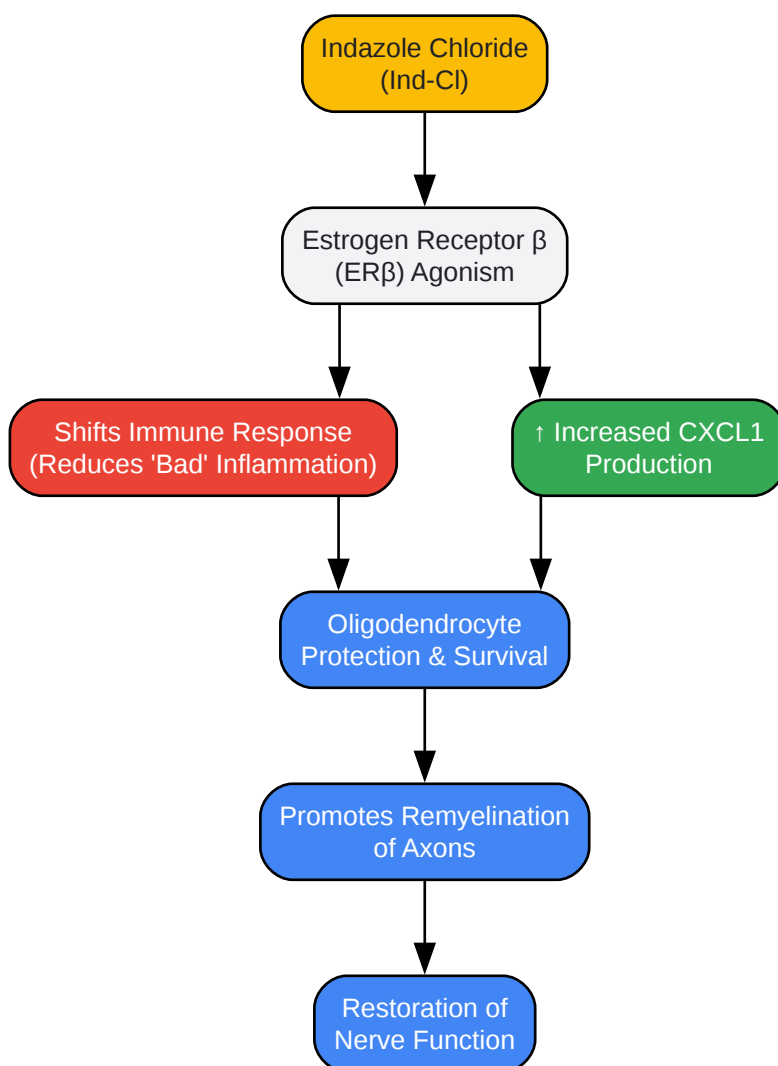 Indazole Chloride
(Ind-Cl)
Estrogen Receptor β
(ERβ) Agonism
Shifts Immune Response
(Reduces 'Bad' Inflammation)
↑ Increased CXCL1
Production
Oligodendrocyte
Protection & Survival
Promotes Remyelination
of Axons
Restoration of
Nerve Function